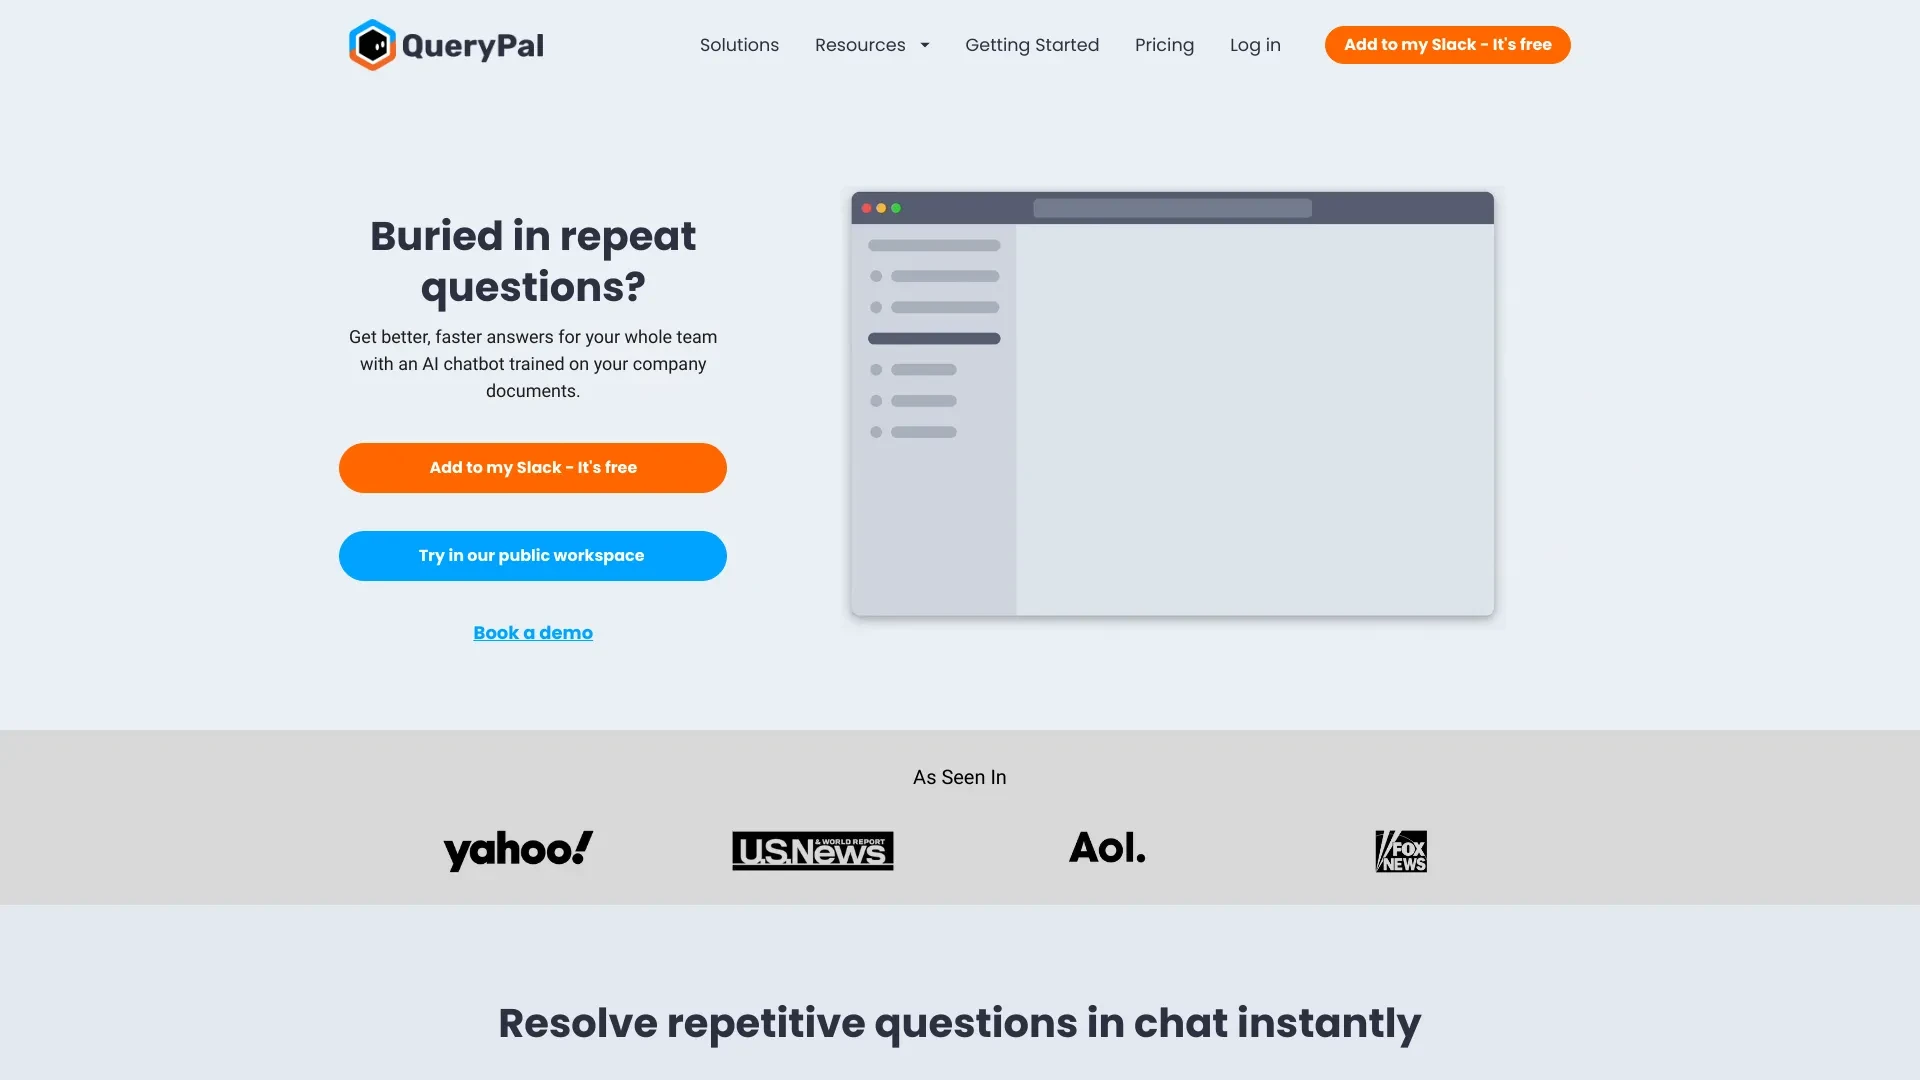 QueryPal
Solutions
Resources
Getting Started
Pricing
Log in
Add to my Slack - It's free
Buried in repeat
questions?
Get better, faster answers for your whole team
with an AI chatbot trained on your company
documents.
Add to my Slack - It's free
Try in our public workspace
Book a demo
As Seen In
yahoo!
U.S.News
& WORLD REPORT
Aol.
FOX
NEWS
Resolve repetitive questions in chat instantly